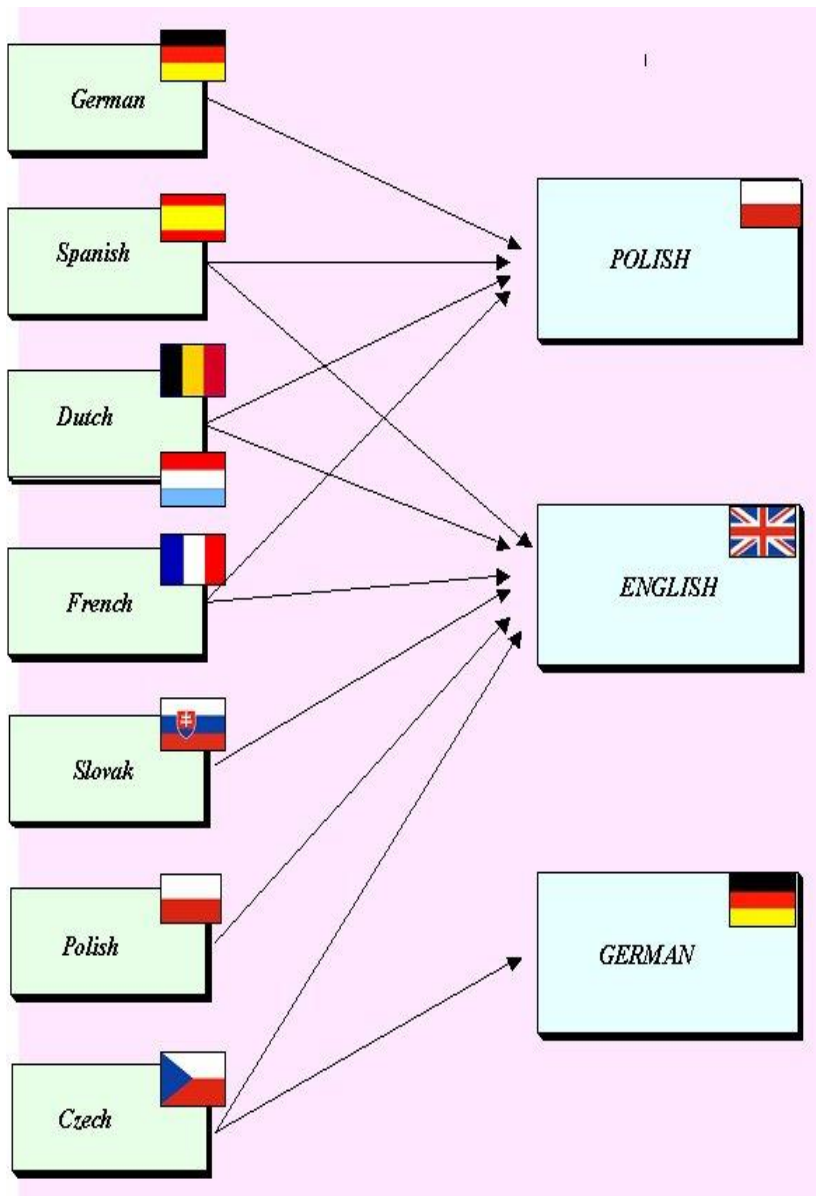 German
Spanish
Dutch
French
Slovak
Polish
Czech
POLISH
ENGLISH
GERMAN